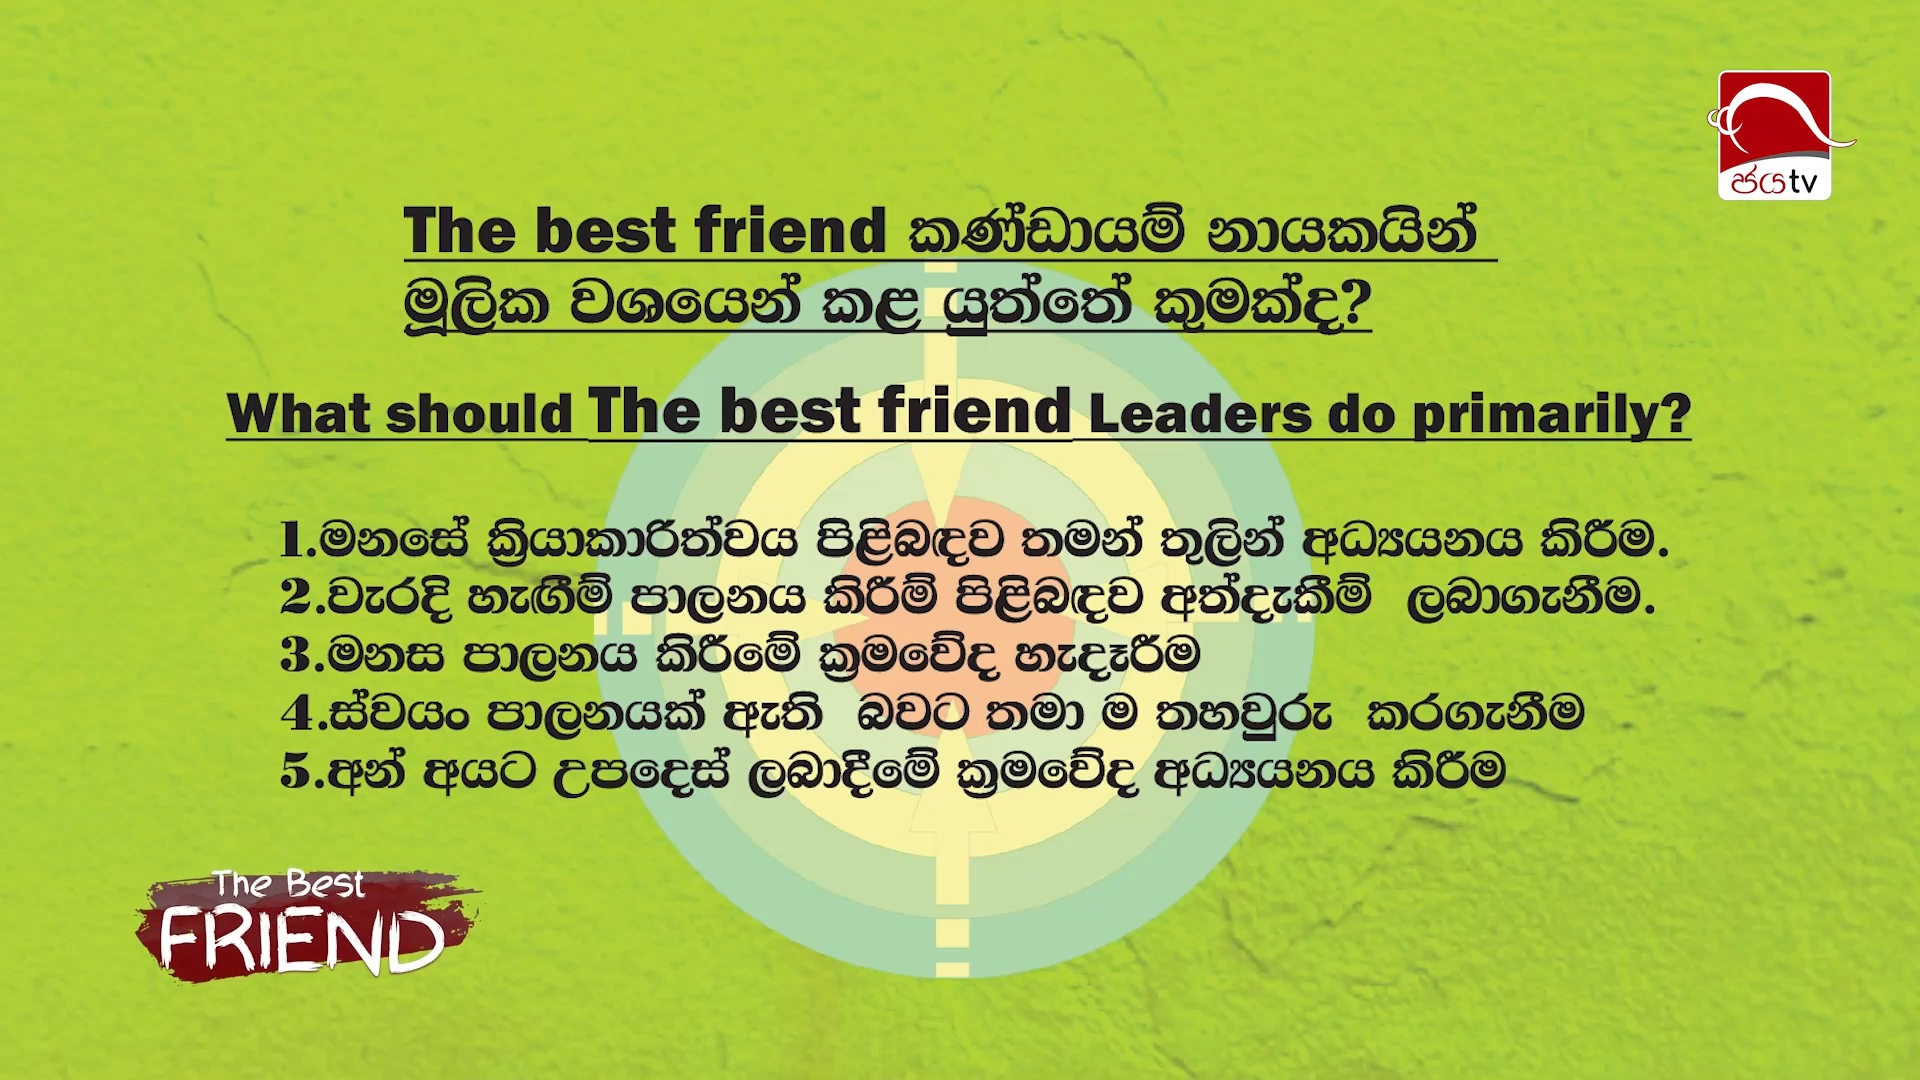 ජයtv
The best friend කණ්ඩායම් නායකයින්
මූලික වශයෙන් කළ යුත්තේ කුමක්ද?
What should The best friend Leaders do primarily?
1.මනසේ ක්‍රියාකාරිත්වය පිළිබඳව තමන් තුලින් අධ්‍යයනය කිරීම.
2.වැරදි හැඟීම් පාලනය කිරීම් පිළිබඳව අත්දැකීම් ලබාගැනීම.
3.මනස පාලනය කිරීමේ ක්‍රමවේද හැදෑරීම
4.ස්වයං පාලනයක් ඇති බවට තමා ම තහවුරු කරගැනීම
5.අන් අයට උපදෙස් ලබාදීමේ ක්‍රමවේද අධ්‍යයනය කිරීම
The Best
FRIEND